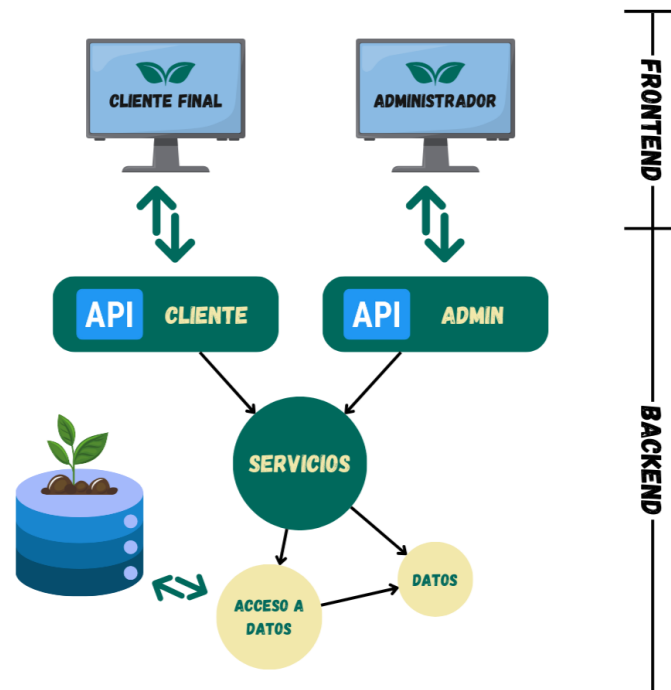 CLIENTE FINAL
ADMINISTRADOR
FRONTEND
API CLIENTE
API ADMIN
SERVICIOS
BACKEND
DATOS
ACCESO A
DATOS